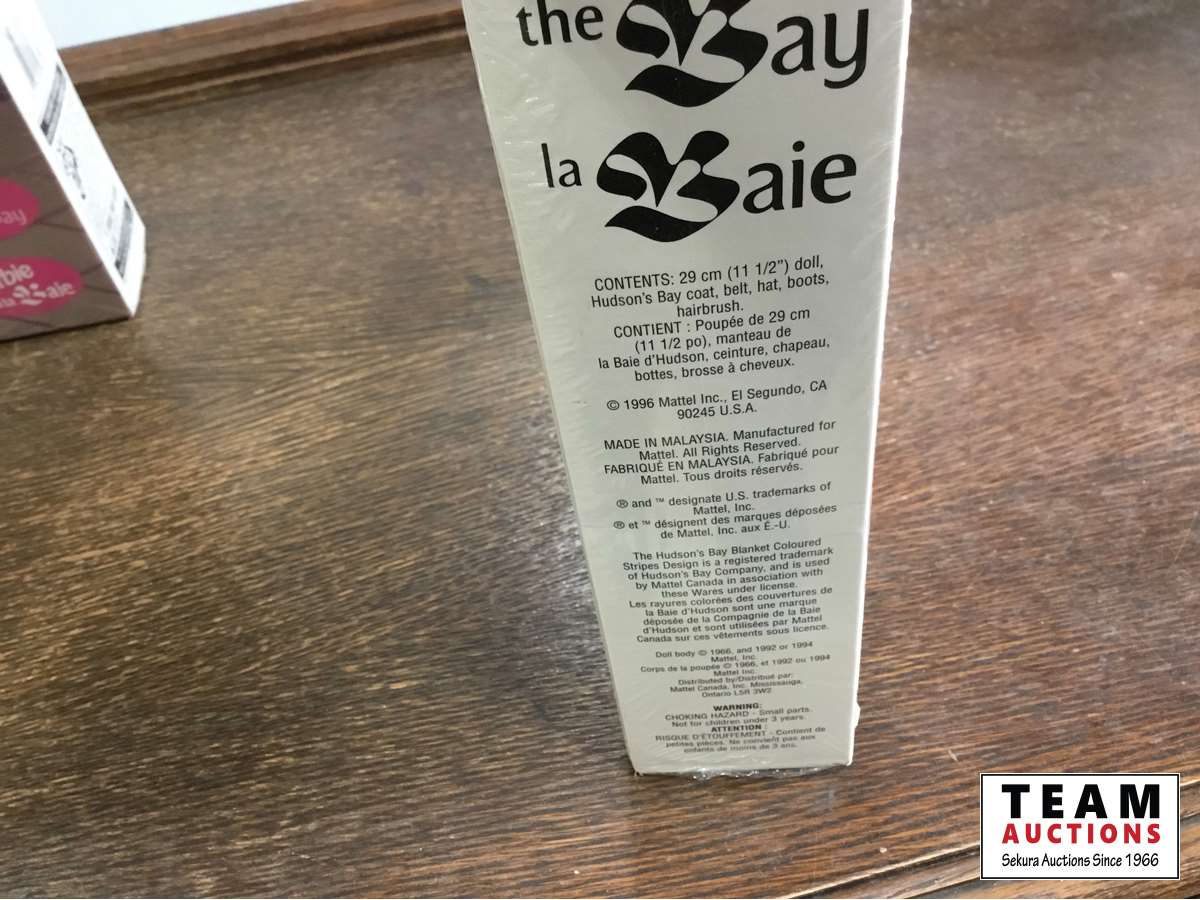 the Bay
la Baie
CONTENTS: 29 cm (11 1/2") doll,
Hudson's Bay coat, belt, hat, boots,
hairbrush.
CONTIENT : Poupée de 29 cm
(11 1/2 po), manteau de
la Baie d'Hudson, ceinture, chapeau,
bottes, brosse à cheveux.
© 1996 Mattel Inc., El Segundo, CA
90245 U.S.A.
MADE IN MALAYSIA. Manufactured for
Mattel. All Rights Reserved.
FABRIQUÉ EN MALAYSIA. Fabriqué pour
Mattel. Tous droits réservés.
® and ™ designate U.S. trademarks of
Mattel, Inc.
® et ™ désignent des marques déposées
de Mattel, Inc. aux É.-U.
The Hudson's Bay Blanket Coloured
Stripes Design is a registered trademark
of Hudson's Bay Company, and is used
by Mattel Canada in association with
these Wares under license.
Les rayures colorées des couvertures de
la Baie d'Hudson sont une marque
déposée de la Compagnie de la Baie
d'Hudson et sont utilisées par Mattel
Canada sur ces vêtements sous licence.
Doll body © 1966, and 1992 or 1994
Mattel, Inc.
Corps de la poupée © 1966, et 1992 ou 1994
Mattel Inc.
Distributed by/Distribué par:
Mattel Canada, Inc. Mississauga,
Ontario L5R 3W2
WARNING:
CHOKING HAZARD - Small parts.
Not for children under 3 years.
ATTENTION :
RISQUE D'ÉTOUFFEMENT - Contient de
petites pièces. Ne convient pas aux
enfants de moins de 3 ans.
ay
rbie
la Baie
TEAM
AUCTIONS
Sekura Auctions Since 1966